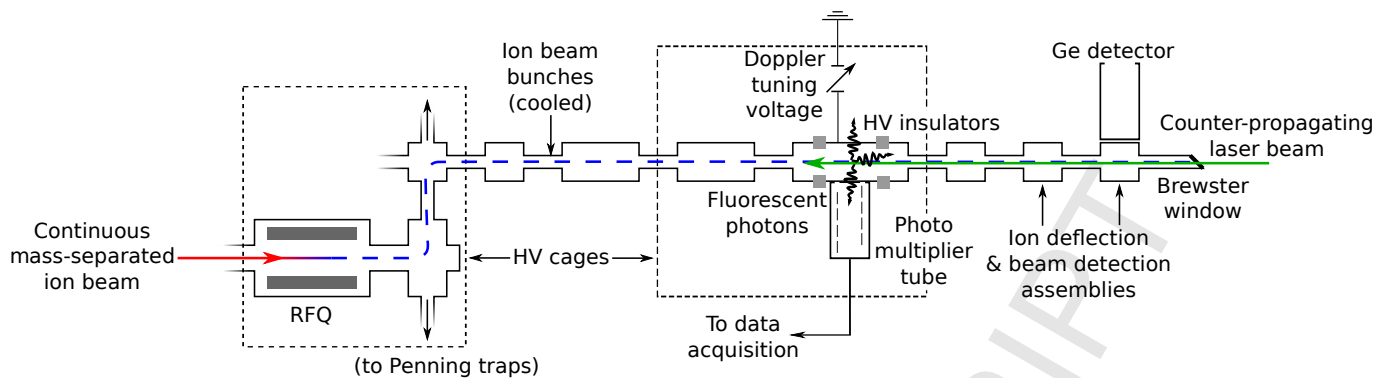 Ion beam
bunches
(cooled)
Doppler
tuning
voltage
Ge detector
HV insulators
Counter-propagating
laser beam
Brewster
window
Fluorescent
photons
Photo
multiplier
tube
Ion deflection
& beam detection
assemblies
Continuous
mass-separated
ion beam
HV cages
RFQ
To data
acquisition
(to Penning traps)